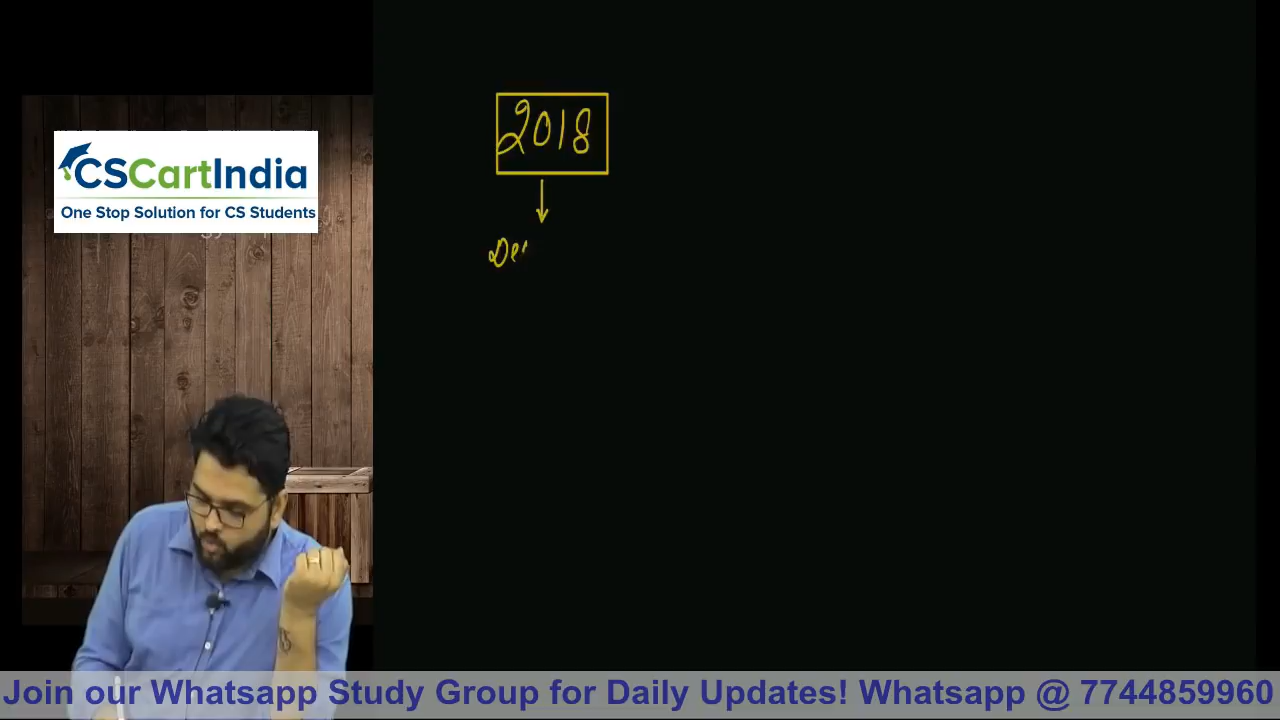 CSCartIndia
One Stop Solution for CS Students
2018
Join our Whatsapp Study Group for Daily Updates! Whatsapp @ 7744859960